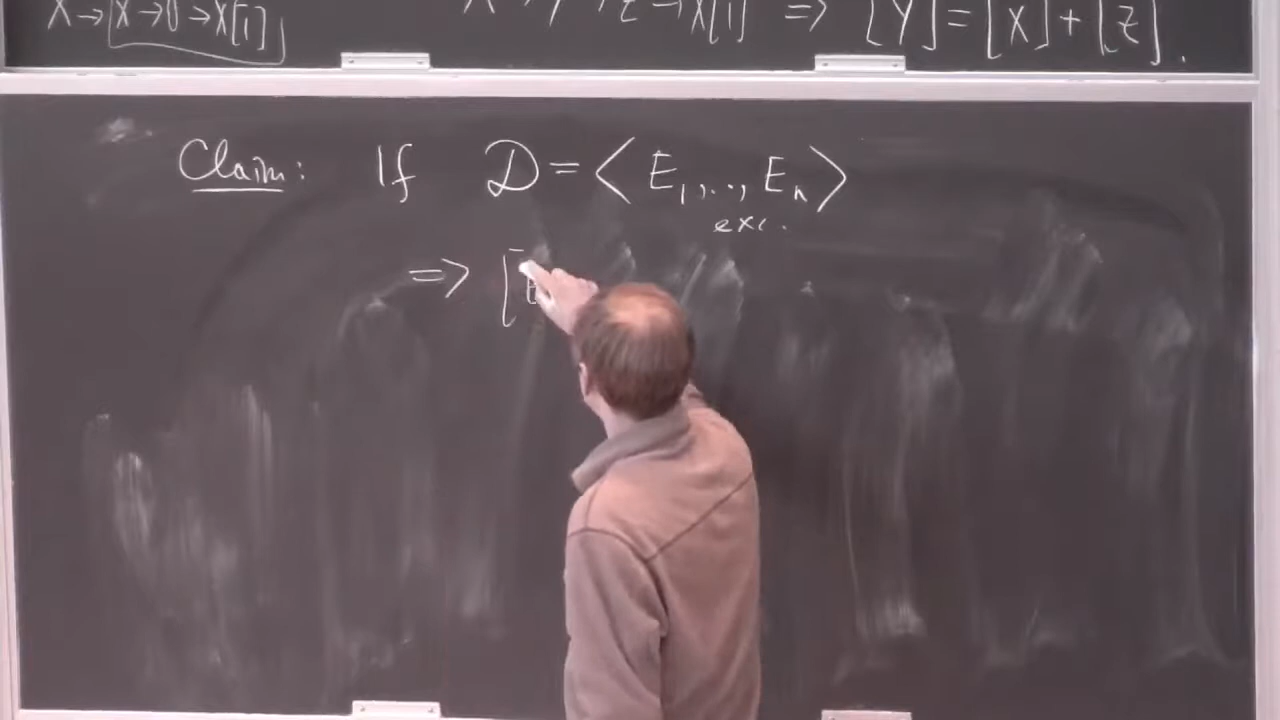 X → X → 0 → X[1]
X → Y → Z → X[1] => [Y] = [X] + [Z].
Claim: If D = < E₁,..., Eₙ >
exc.
=> [E